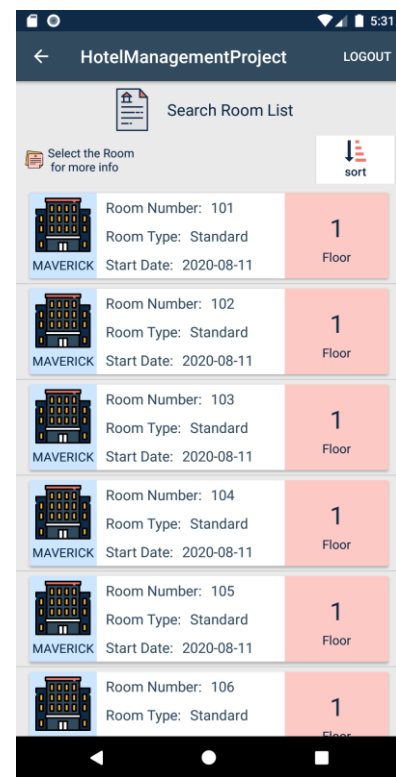 5:31
HotelManagementProject LOGOUT
Search Room List
Select the Room
for more info
sort
Room Number: 101
Room Type: Standard
Start Date: 2020-08-11
MAVERICK
1
Floor
Room Number: 102
Room Type: Standard
Start Date: 2020-08-11
MAVERICK
1
Floor
Room Number: 103
Room Type: Standard
Start Date: 2020-08-11
MAVERICK
1
Floor
Room Number: 104
Room Type: Standard
Start Date: 2020-08-11
MAVERICK
1
Floor
Room Number: 105
Room Type: Standard
Start Date: 2020-08-11
MAVERICK
1
Floor
Room Number: 106
Room Type: Standard
1
Floor